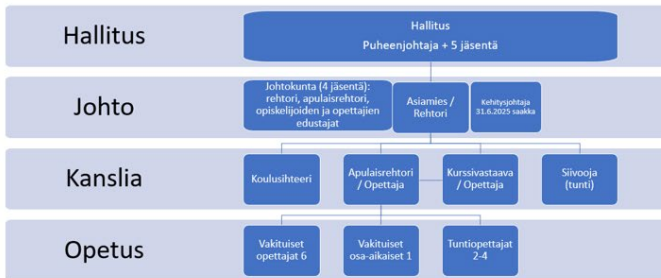 Hallitus
Hallitus
Puheenjohtaja + 5 jäsentä
Johto
Johtokunta (4 jäsentä):
rehtori, apulaisrehtori,
opiskelijoiden ja opettajien
edustajat
Asiamies /
Rehtori
Kehitysjohtaja
31.6.2025 saakka
Kanslia
Koulusihteeri
Apulaisrehtori
/ Opettaja
Kurssivastaava
/ Opettaja
Siivooja
(tunti)
Opetus
Vakituiset
opettajat 6
Vakituiset
osa-aikaiset 1
Tuntiopettajat
2-4